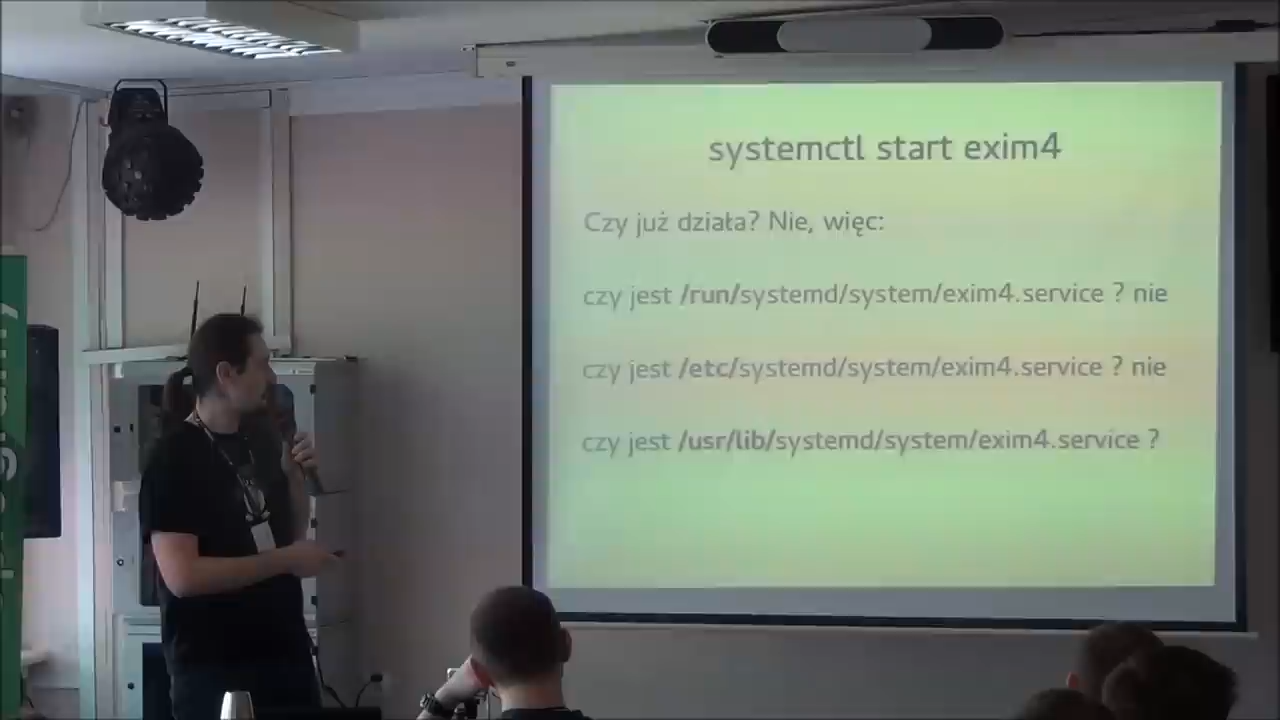 systemctl start exim4
Czy już działa? Nie, więc:
czy jest /run/systemd/system/exim4.service ? nie
czy jest /etc/systemd/system/exim4.service ? nie
czy jest /usr/lib/systemd/system/exim4.service ?